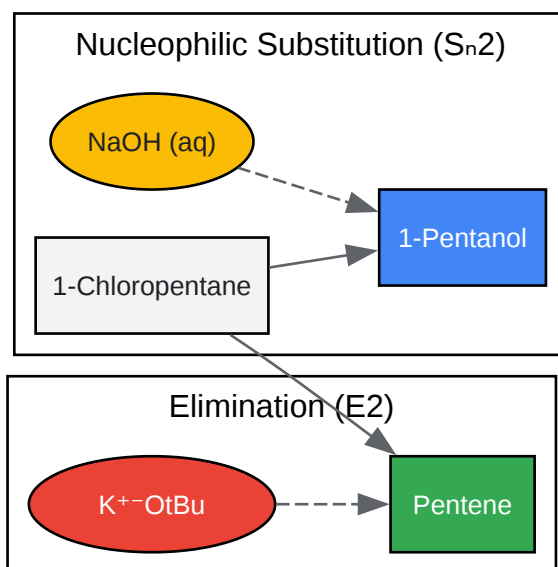 Nucleophilic Substitution (Sₙ2)
NaOH (aq)
1-Pentanol
1-Chloropentane
Elimination (E2)
K⁺⁻OtBu
Pentene